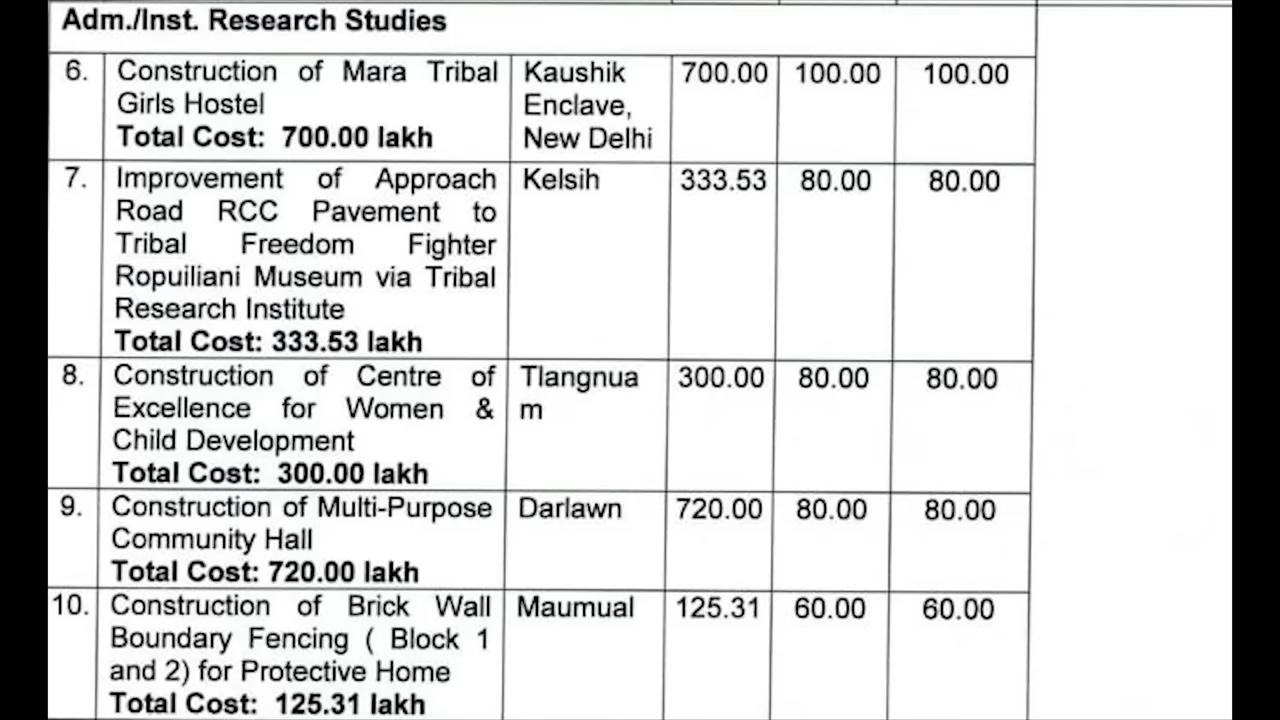 Adm./Inst. Research Studies
6. Construction of Mara Tribal Kaushik 700.00 100.00 100.00
Girls Hostel Enclave,
Total Cost: 700.00 lakh New Delhi
7. Improvement of Approach Kelsih 333.53 80.00 80.00
Road RCC Pavement to
Tribal Freedom Fighter
Ropuiliani Museum via Tribal
Research Institute
Total Cost: 333.53 lakh
8. Construction of Centre of Tlangnua 300.00 80.00 80.00
Excellence for Women & m
Child Development
Total Cost: 300.00 lakh
9. Construction of Multi-Purpose Darlawn 720.00 80.00 80.00
Community Hall
Total Cost: 720.00 lakh
10. Construction of Brick Wall Maumual 125.31 60.00 60.00
Boundary Fencing ( Block 1
and 2) for Protective Home
Total Cost: 125.31 lakh